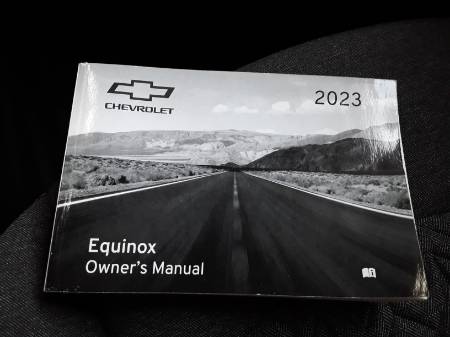 CHEVROLET
2023
Equinox
Owner's Manual